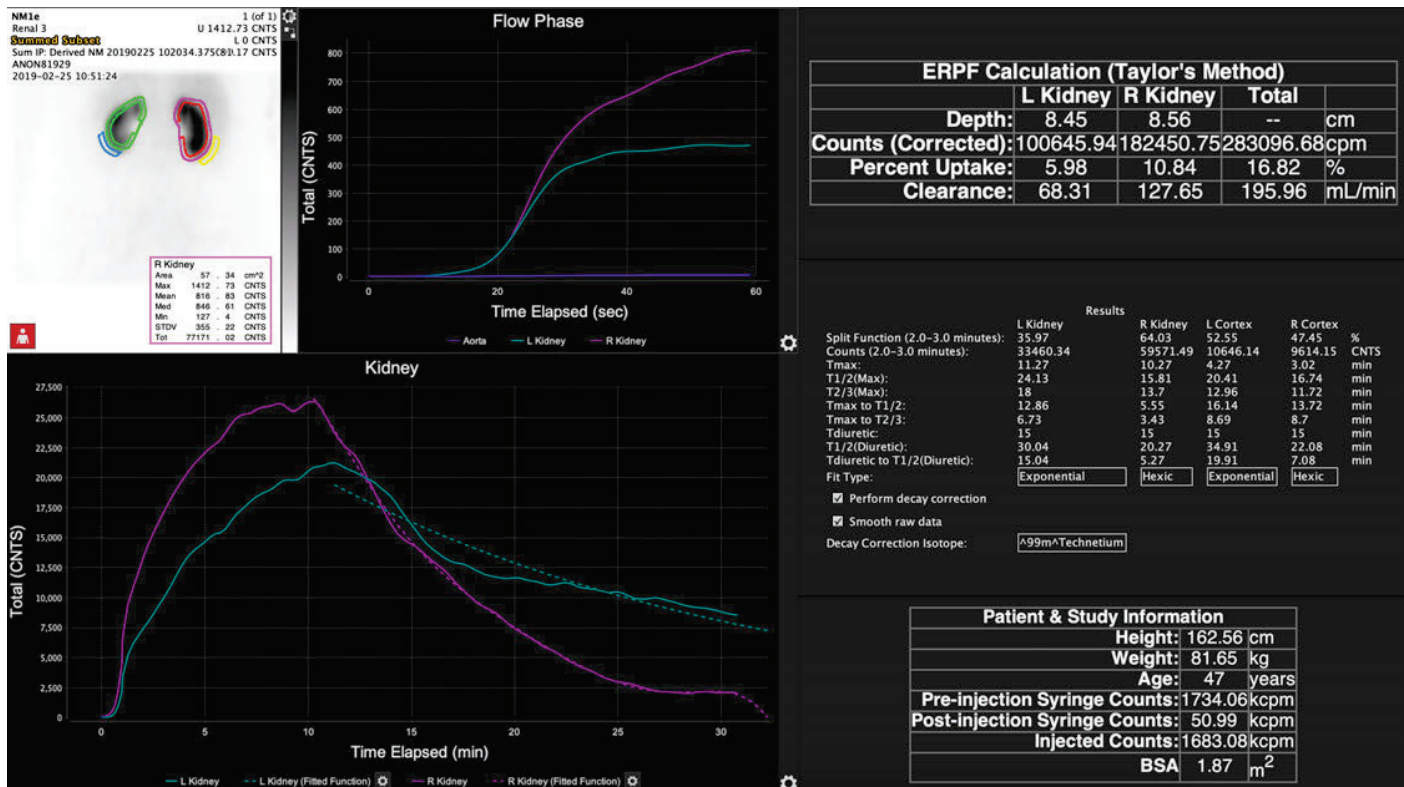 NM1e 1 (of 1)
Renal 3 U 1412.73 CNTS
Summed Subset L 0 CNTS
Sum IP: Derived NM 20190225 102034.375
ANON81929
2019-02-25 10:51:24
R Kidney
Area 57 . 34 cm^2
Max 1412 . 73 CNTS
Mean 816 . 83 CNTS
Med 846 . 61 CNTS
Min 127 . 4 CNTS
STDV 355 . 22 CNTS
Tot 77171 . 02 CNTS
Flow Phase
Total (CNTS)
800
700
600
500
400
300
200
100
0
0 20 40 60
Time Elapsed (sec)
Aorta L Kidney R Kidney
Kidney
Total (CNTS)
27,500
25,000
22,500
20,000
17,500
15,000
12,500
10,000
7,500
5,000
2,500
0
0 5 10 15 20 25 30
Time Elapsed (min)
L Kidney L Kidney (Fitted Function) R Kidney R Kidney (Fitted Function)
ERPF Calculation (Taylor's Method)
L Kidney R Kidney Total
Depth: 8.45 8.56 -- cm
Counts (Corrected): 100645.94 182450.75 283096.68 cpm
Percent Uptake: 5.98 10.84 16.82 %
Clearance: 68.31 127.65 195.96 mL/min
Results
L Kidney R Kidney L Cortex R Cortex
Split Function (2.0-3.0 minutes): 35.97 64.03 52.55 47.45 %
Counts (2.0-3.0 minutes): 33460.34 59571.49 10646.14 9614.15 CNTS
Tmax: 11.27 10.27 4.27 3.02 min
T1/2(Max): 24.13 15.81 20.41 16.74 min
T2/3(Max): 18 13.7 12.96 11.72 min
Tmax to T1/2: 12.86 5.55 16.14 13.72 min
Tmax to T2/3: 6.73 3.43 8.69 8.7 min
Tdiuretic: 15 15 15 15 min
T1/2(Diuretic): 30.04 20.27 34.91 22.08 min
Tdiuretic to T1/2(Diuretic): 15.04 5.27 19.91 7.08 min
Fit Type: Exponential Hexic Exponential Hexic
Perform decay correction
Smooth raw data
Decay Correction Isotope: ^99m^Technetium
Patient & Study Information
Height: 162.56 cm
Weight: 81.65 kg
Age: 47 years
Pre-injection Syringe Counts: 1734.06 kcpm
Post-injection Syringe Counts: 50.99 kcpm
Injected Counts: 1683.08 kcpm
BSA 1.87 m2